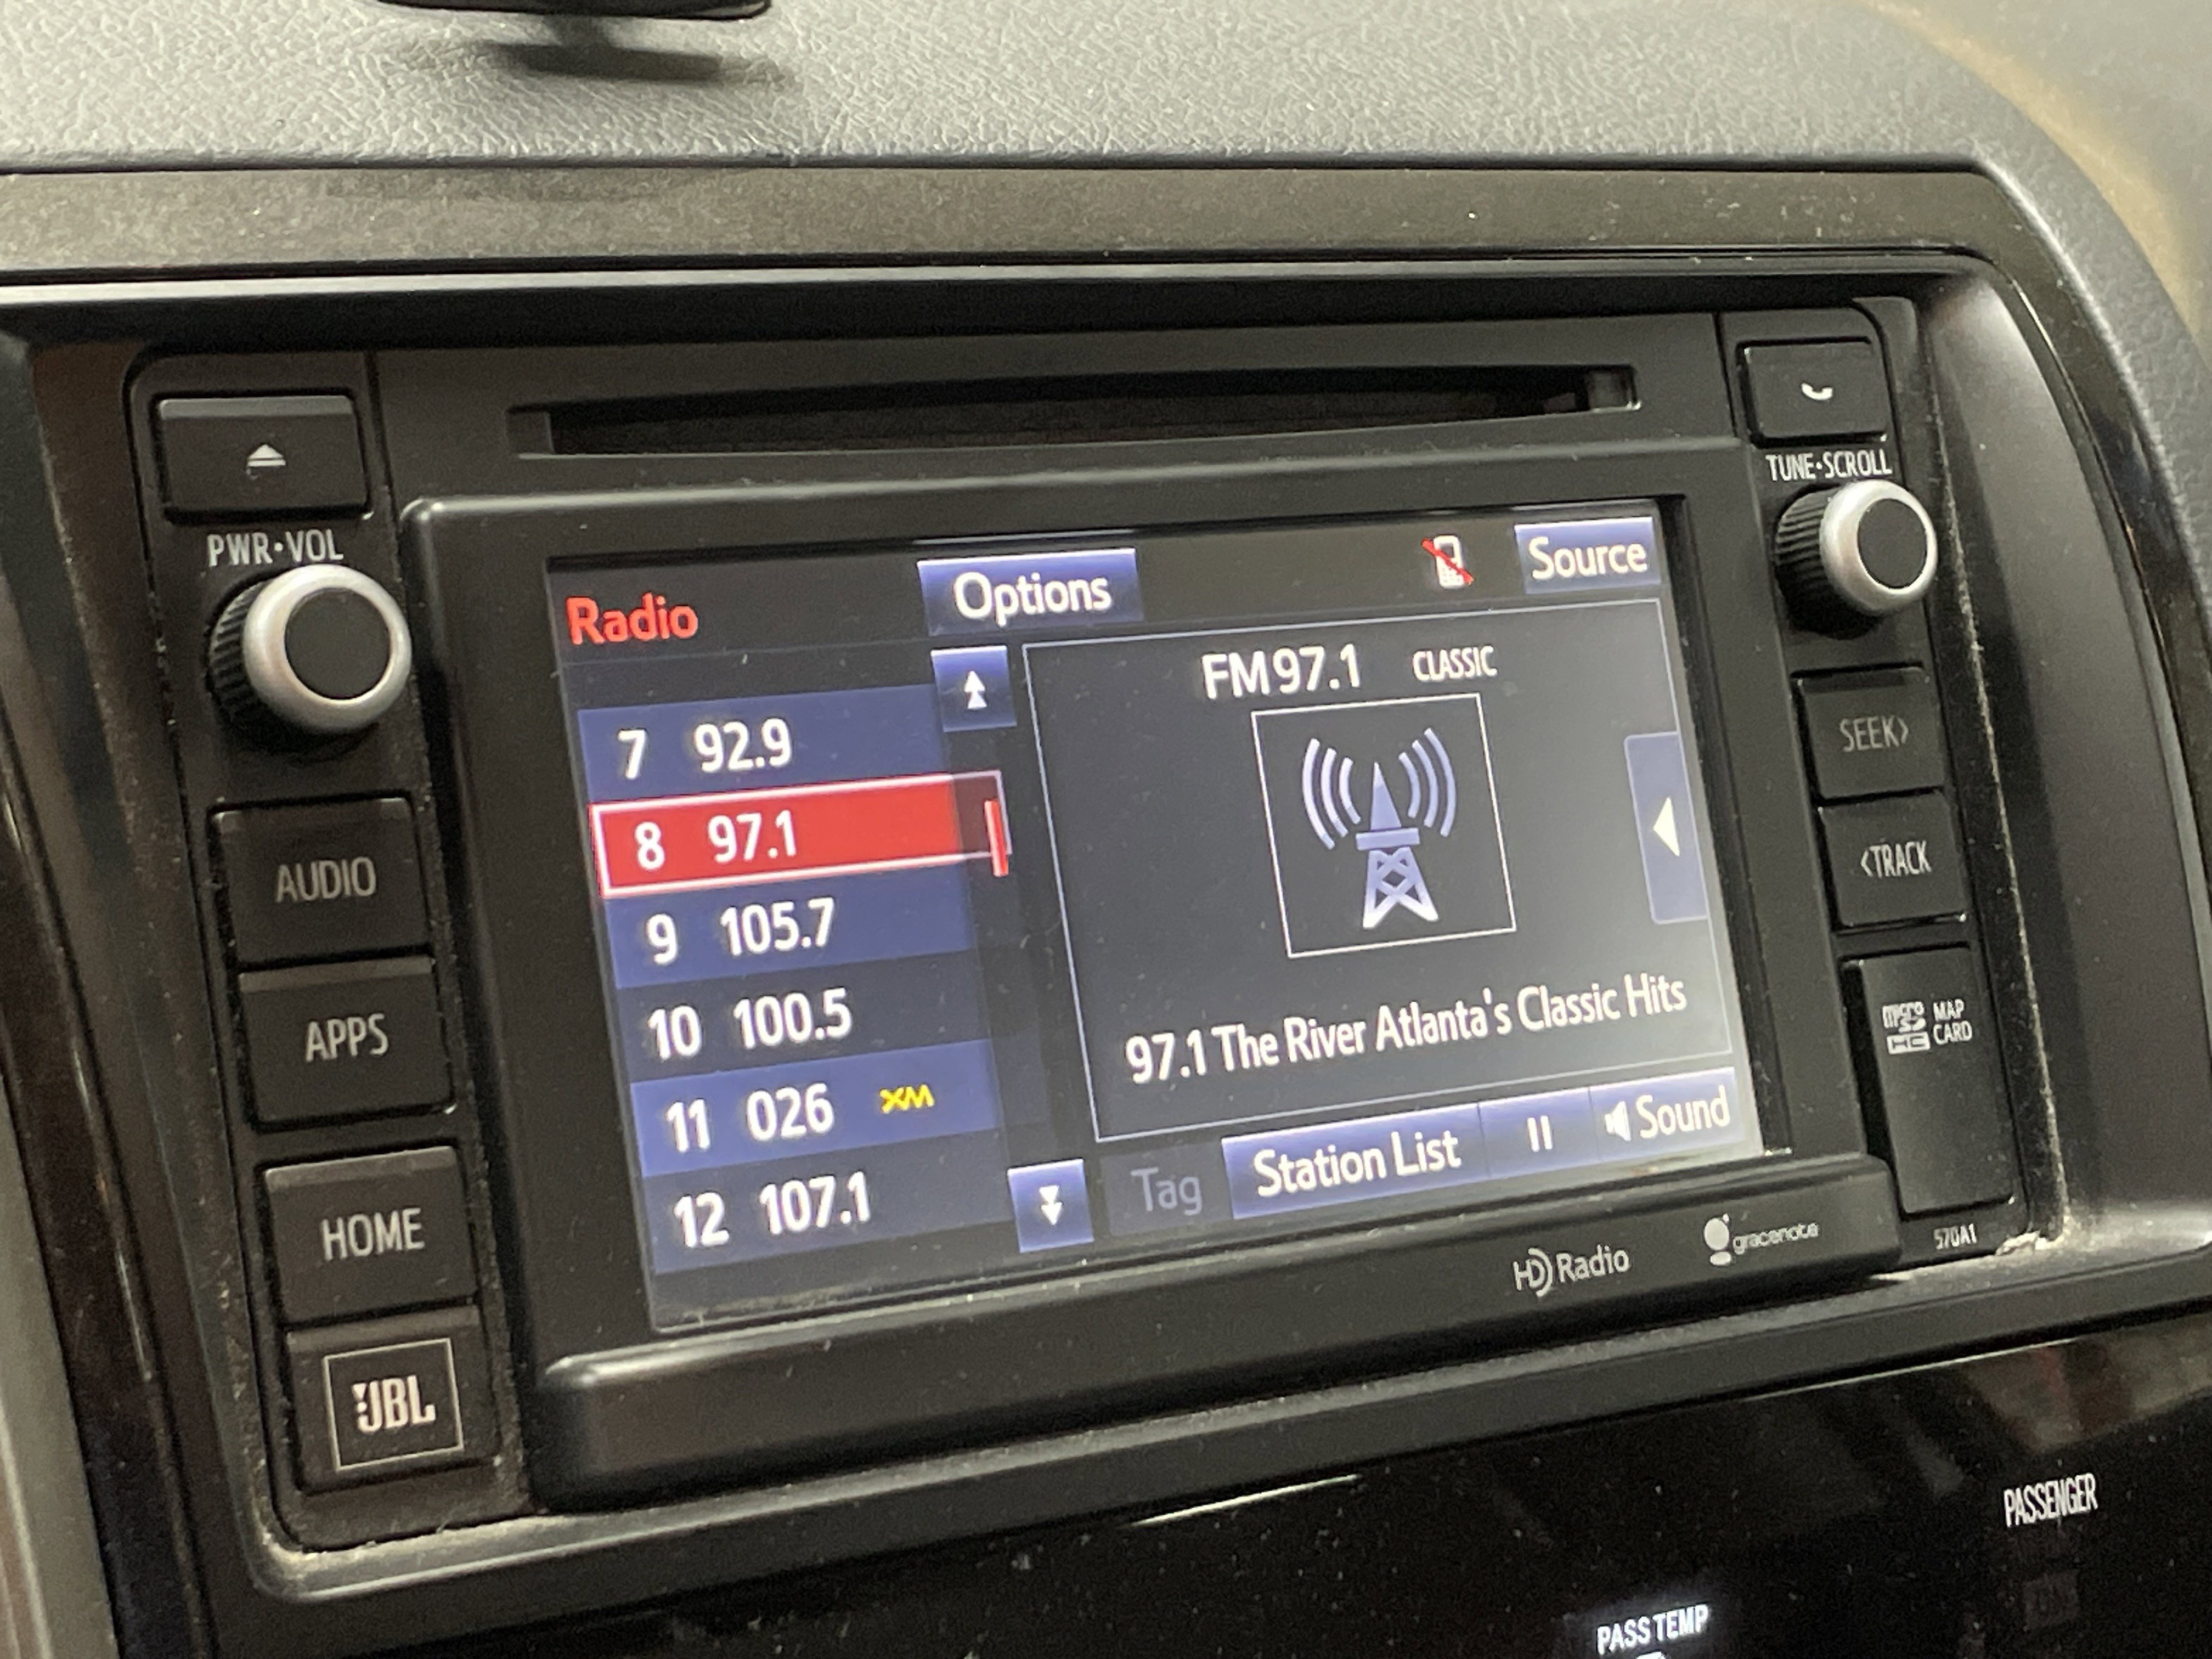 PWR•VOL
AUDIO
APPS
HOME
JBL
Radio
Options
Source
7 92.9
8 97.1
9 105.7
10 100.5
11 026 XM
12 107.1
FM 97.1 CLASSIC
97.1 The River Atlanta's Classic Hits
Tag
Station List
Sound
HD Radio
gracenote
TUNE•SCROLL
SEEK>
<TRACK
micro SD HC MAP CARD
570A1
PASSENGER
PASS TEMP